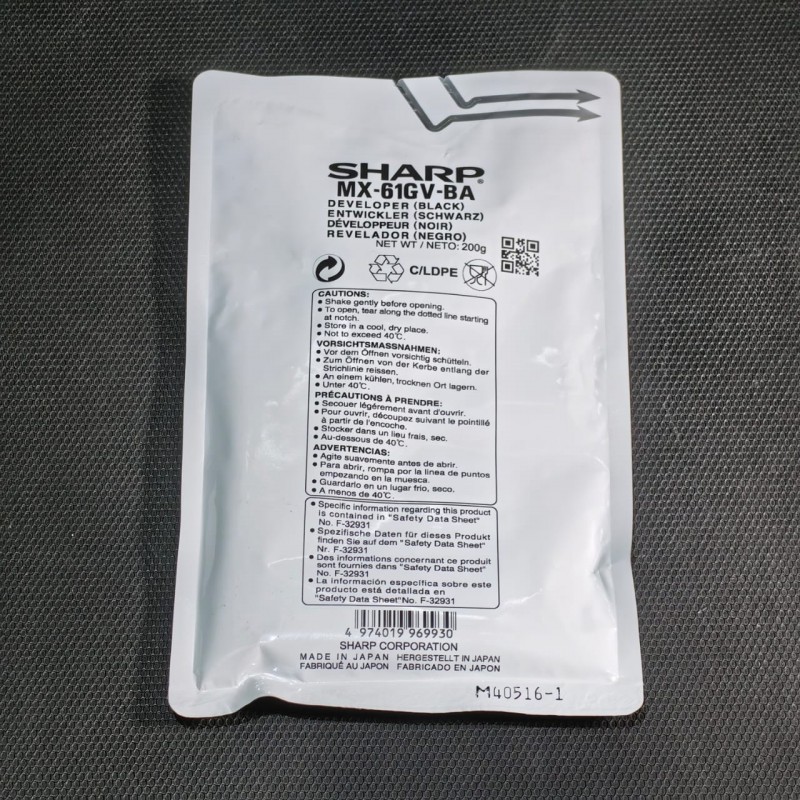 SHARP®
MX-61GV-BA
DEVELOPER (BLACK)
ENTWICKLER (SCHWARZ)
DÉVELOPPEUR (NOIR)
REVELADOR (NEGRO)
NET WT / NETO: 200g
C/LDPE
CAUTIONS:
● Shake gently before opening.
● To open, tear along the dotted line starting
at notch.
● Store in a cool, dry place.
● Not to exceed 40℃.
VORSICHTSMASSNAHMEN:
● Vor dem Öffnen vorsichtig schütteln.
● Zum Öffnen von der Kerbe entlang der
Strichlinie reissen.
● An einem kühlen, trocknen Ort lagern.
● Unter 40℃.
PRÉCAUTIONS À PRENDRE:
● Secouer légérement avant d'ouvrir.
● Pour ouvrir, découpez suivant le pointillé
à partir de l'encoche.
● Stocker dans un lieu frais, sec.
● Au-dessous de 40℃.
ADVERTENCIAS:
● Agite suavemente antes de abrir.
● Para abrir, rompa por la linea de puntos
empezando en la muesca.
● Guardarlo en un lugar frio, seco.
● A menos de 40℃.
● Specific information regarding this product
is contained in "Safety Data Sheet"
No. F-32931
● Spezifische Daten für dieses Produkt
finden Sie auf dem "Safety Data Sheet"
Nr. F-32931
● Des informations concernant ce produit
sont fournies dans "Safety Data Sheet"
No. F-32931
● La información específica sobre este
producto está detallada en
"Safety Data Sheet"No. F-32931
4 974019 969930
SHARP CORPORATION
MADE IN JAPAN HERGESTELLT IN JAPAN
FABRIQUÉ AU JAPON FABRICADO EN JAPON
M40516-1